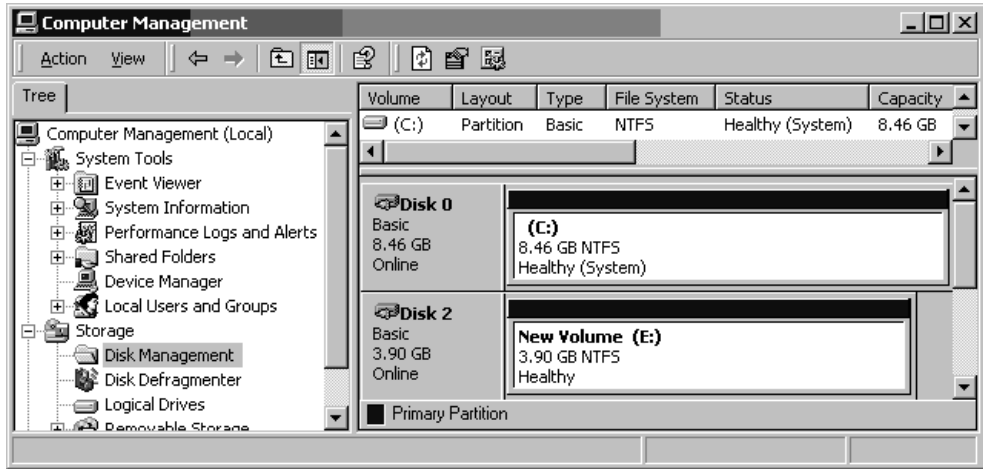 Computer Management
Action View
Tree
Computer Management (Local)
System Tools
Event Viewer
System Information
Performance Logs and Alerts
Shared Folders
Device Manager
Local Users and Groups
Storage
Disk Management
Disk Defragmenter
Logical Drives
Removable Storage
Volume Layout Type File System Status Capacity
(C:) Partition Basic NTFS Healthy (System) 8.46 GB
Disk 0
Basic
8.46 GB
Online
(C:)
8.46 GB NTFS
Healthy (System)
Disk 2
Basic
3.90 GB
Online
New Volume (E:)
3.90 GB NTFS
Healthy
Primary Partition